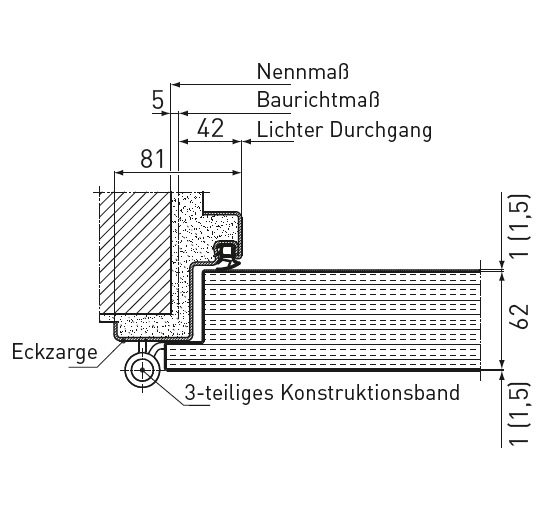 Nennmaß
5
Baurichtmaß
42
Lichter Durchgang
81
1 (1,5)
62
Eckzarge
3-teiliges Konstruktionsband
1 (1,5)